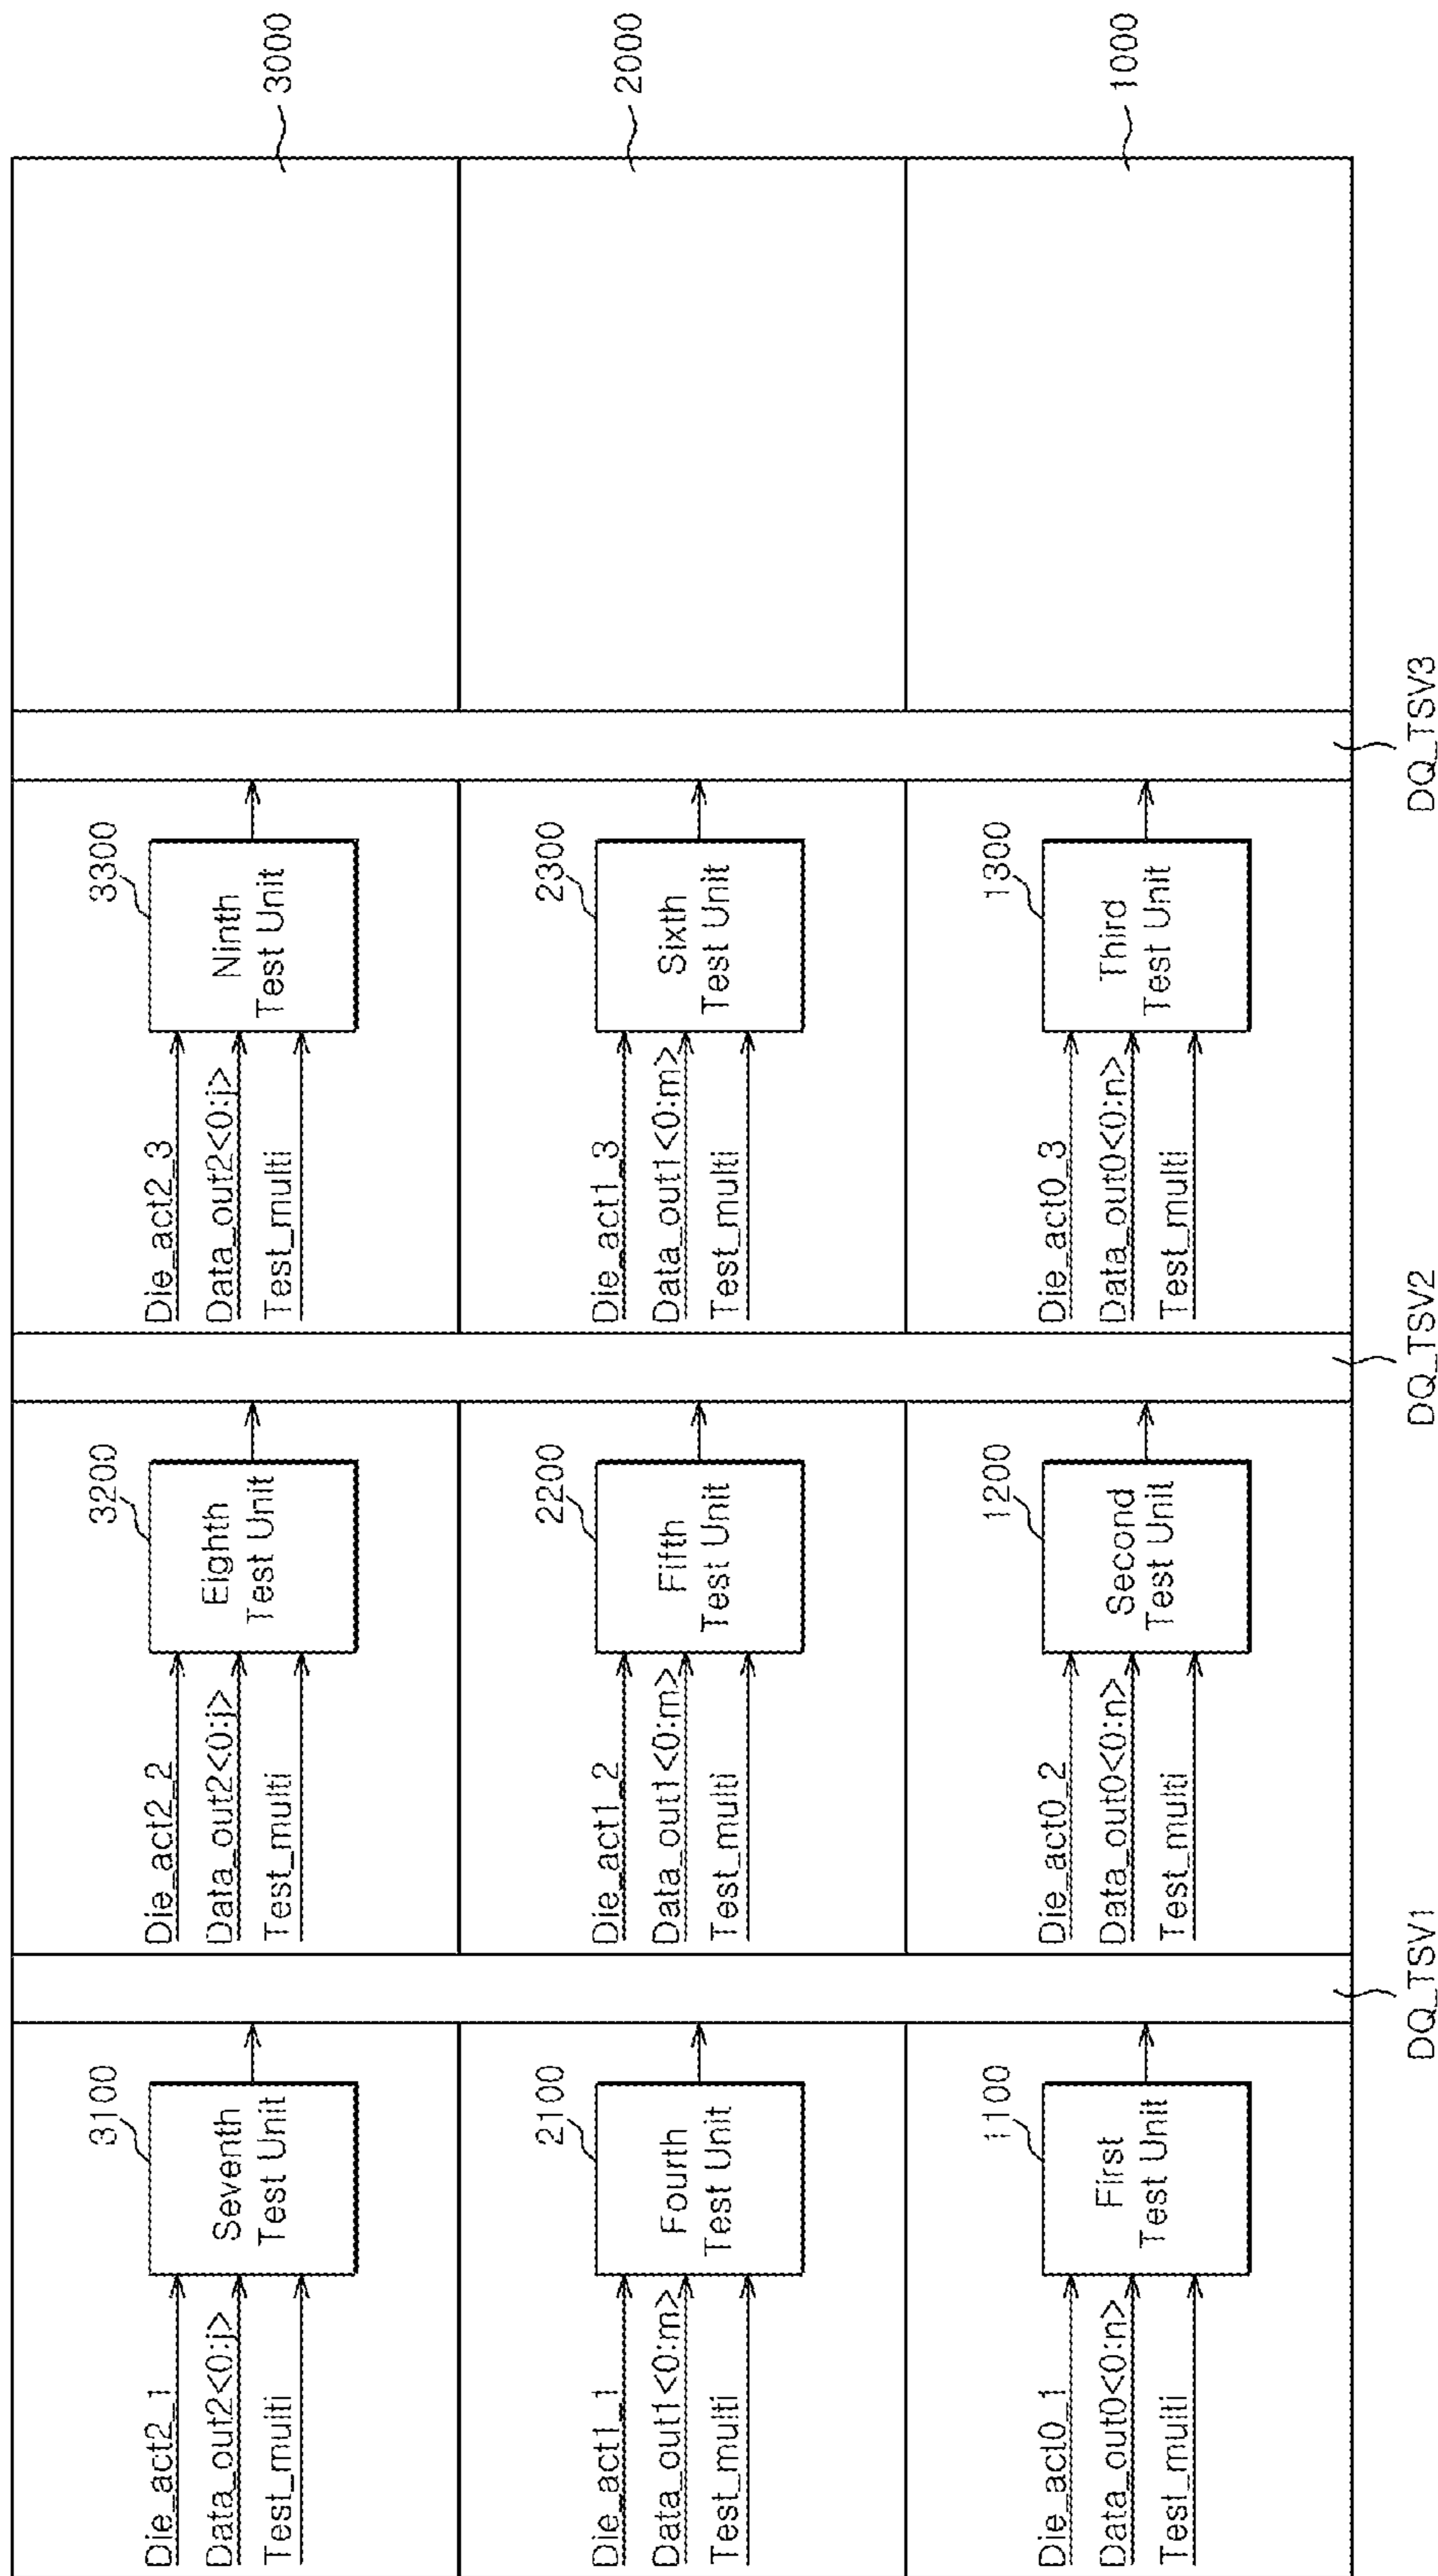 3100
Die_act2_1
Data_out2<0:j>
Test_multi
Seventh
Test Unit
3200
Die_act2_2
Data_out2<0:j>
Test_multi
Eighth
Test Unit
3300
Die_act2_3
Data_out2<0:j>
Test_multi
Ninth
Test Unit
3000
2100
Die_act1_1
Data_out1<0:m>
Test_multi
Fourth
Test Unit
2200
Die_act1_2
Data_out1<0:m>
Test_multi
Fifth
Test Unit
2300
Die_act1_3
Data_out1<0:m>
Test_multi
Sixth
Test Unit
2000
1100
Die_act0_1
Data_out0<0:n>
Test_multi
First
Test Unit
1200
Die_act0_2
Data_out0<0:n>
Test_multi
Second
Test Unit
1300
Die_act0_3
Data_out0<0:n>
Test_multi
Third
Test Unit
1000
DQ_TSV1
DQ_TSV2
DQ_TSV3